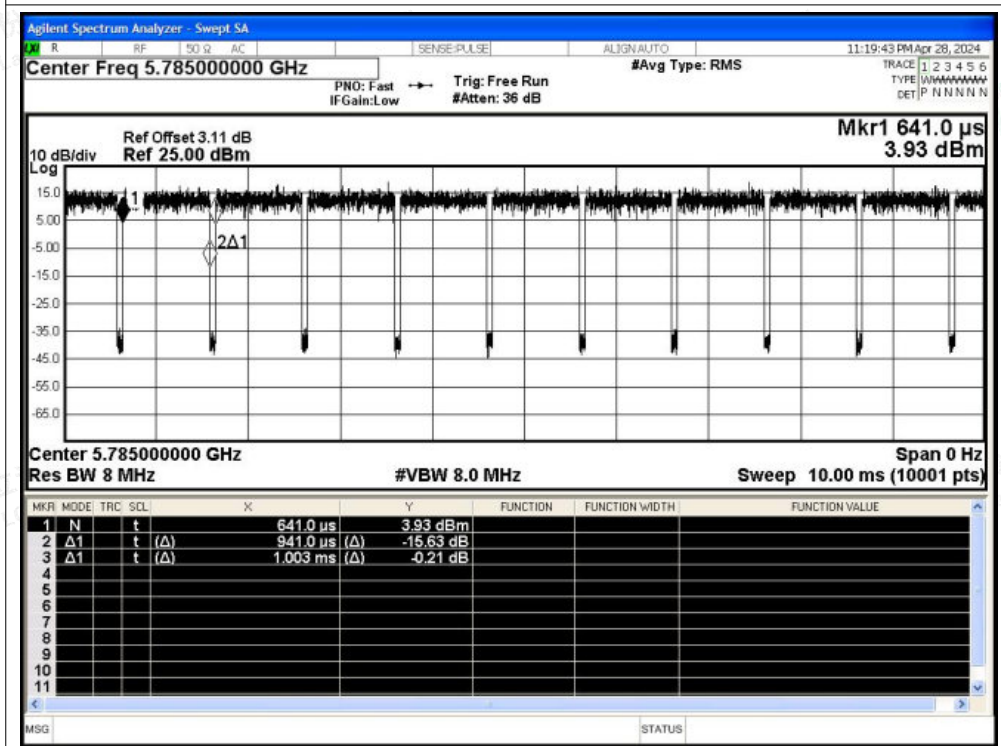 Agilent Spectrum Analyzer - Swept SA
LXI R RF 50 Ω AC SENSE:PULSE ALIGN AUTO 11:19:43 PM Apr 28, 2024
Center Freq 5.785000000 GHz #Avg Type: RMS TRACE 1 2 3 4 5 6
PNO: Fast Trig: Free Run TYPE WWWWWW
IFGain:Low #Atten: 36 dB DET P N N N N N
Mkr1 641.0 µs
Ref Offset 3.11 dB
10 dB/div Ref 25.00 dBm 3.93 dBm
Log
15.0
1
5.00
2Δ1
-5.00
-15.0
-25.0
-35.0
-45.0
-55.0
-65.0
Center 5.785000000 GHz Span 0 Hz
Res BW 8 MHz #VBW 8.0 MHz Sweep 10.00 ms (10001 pts)
MKR MODE TRC SCL X Y FUNCTION FUNCTION WIDTH FUNCTION VALUE
1 N t 641.0 µs 3.93 dBm
2 Δ1 t (Δ) 941.0 µs (Δ) -15.63 dB
3 Δ1 t (Δ) 1.003 ms (Δ) -0.21 dB
4
5
6
7
8
9
10
11
MSG STATUS